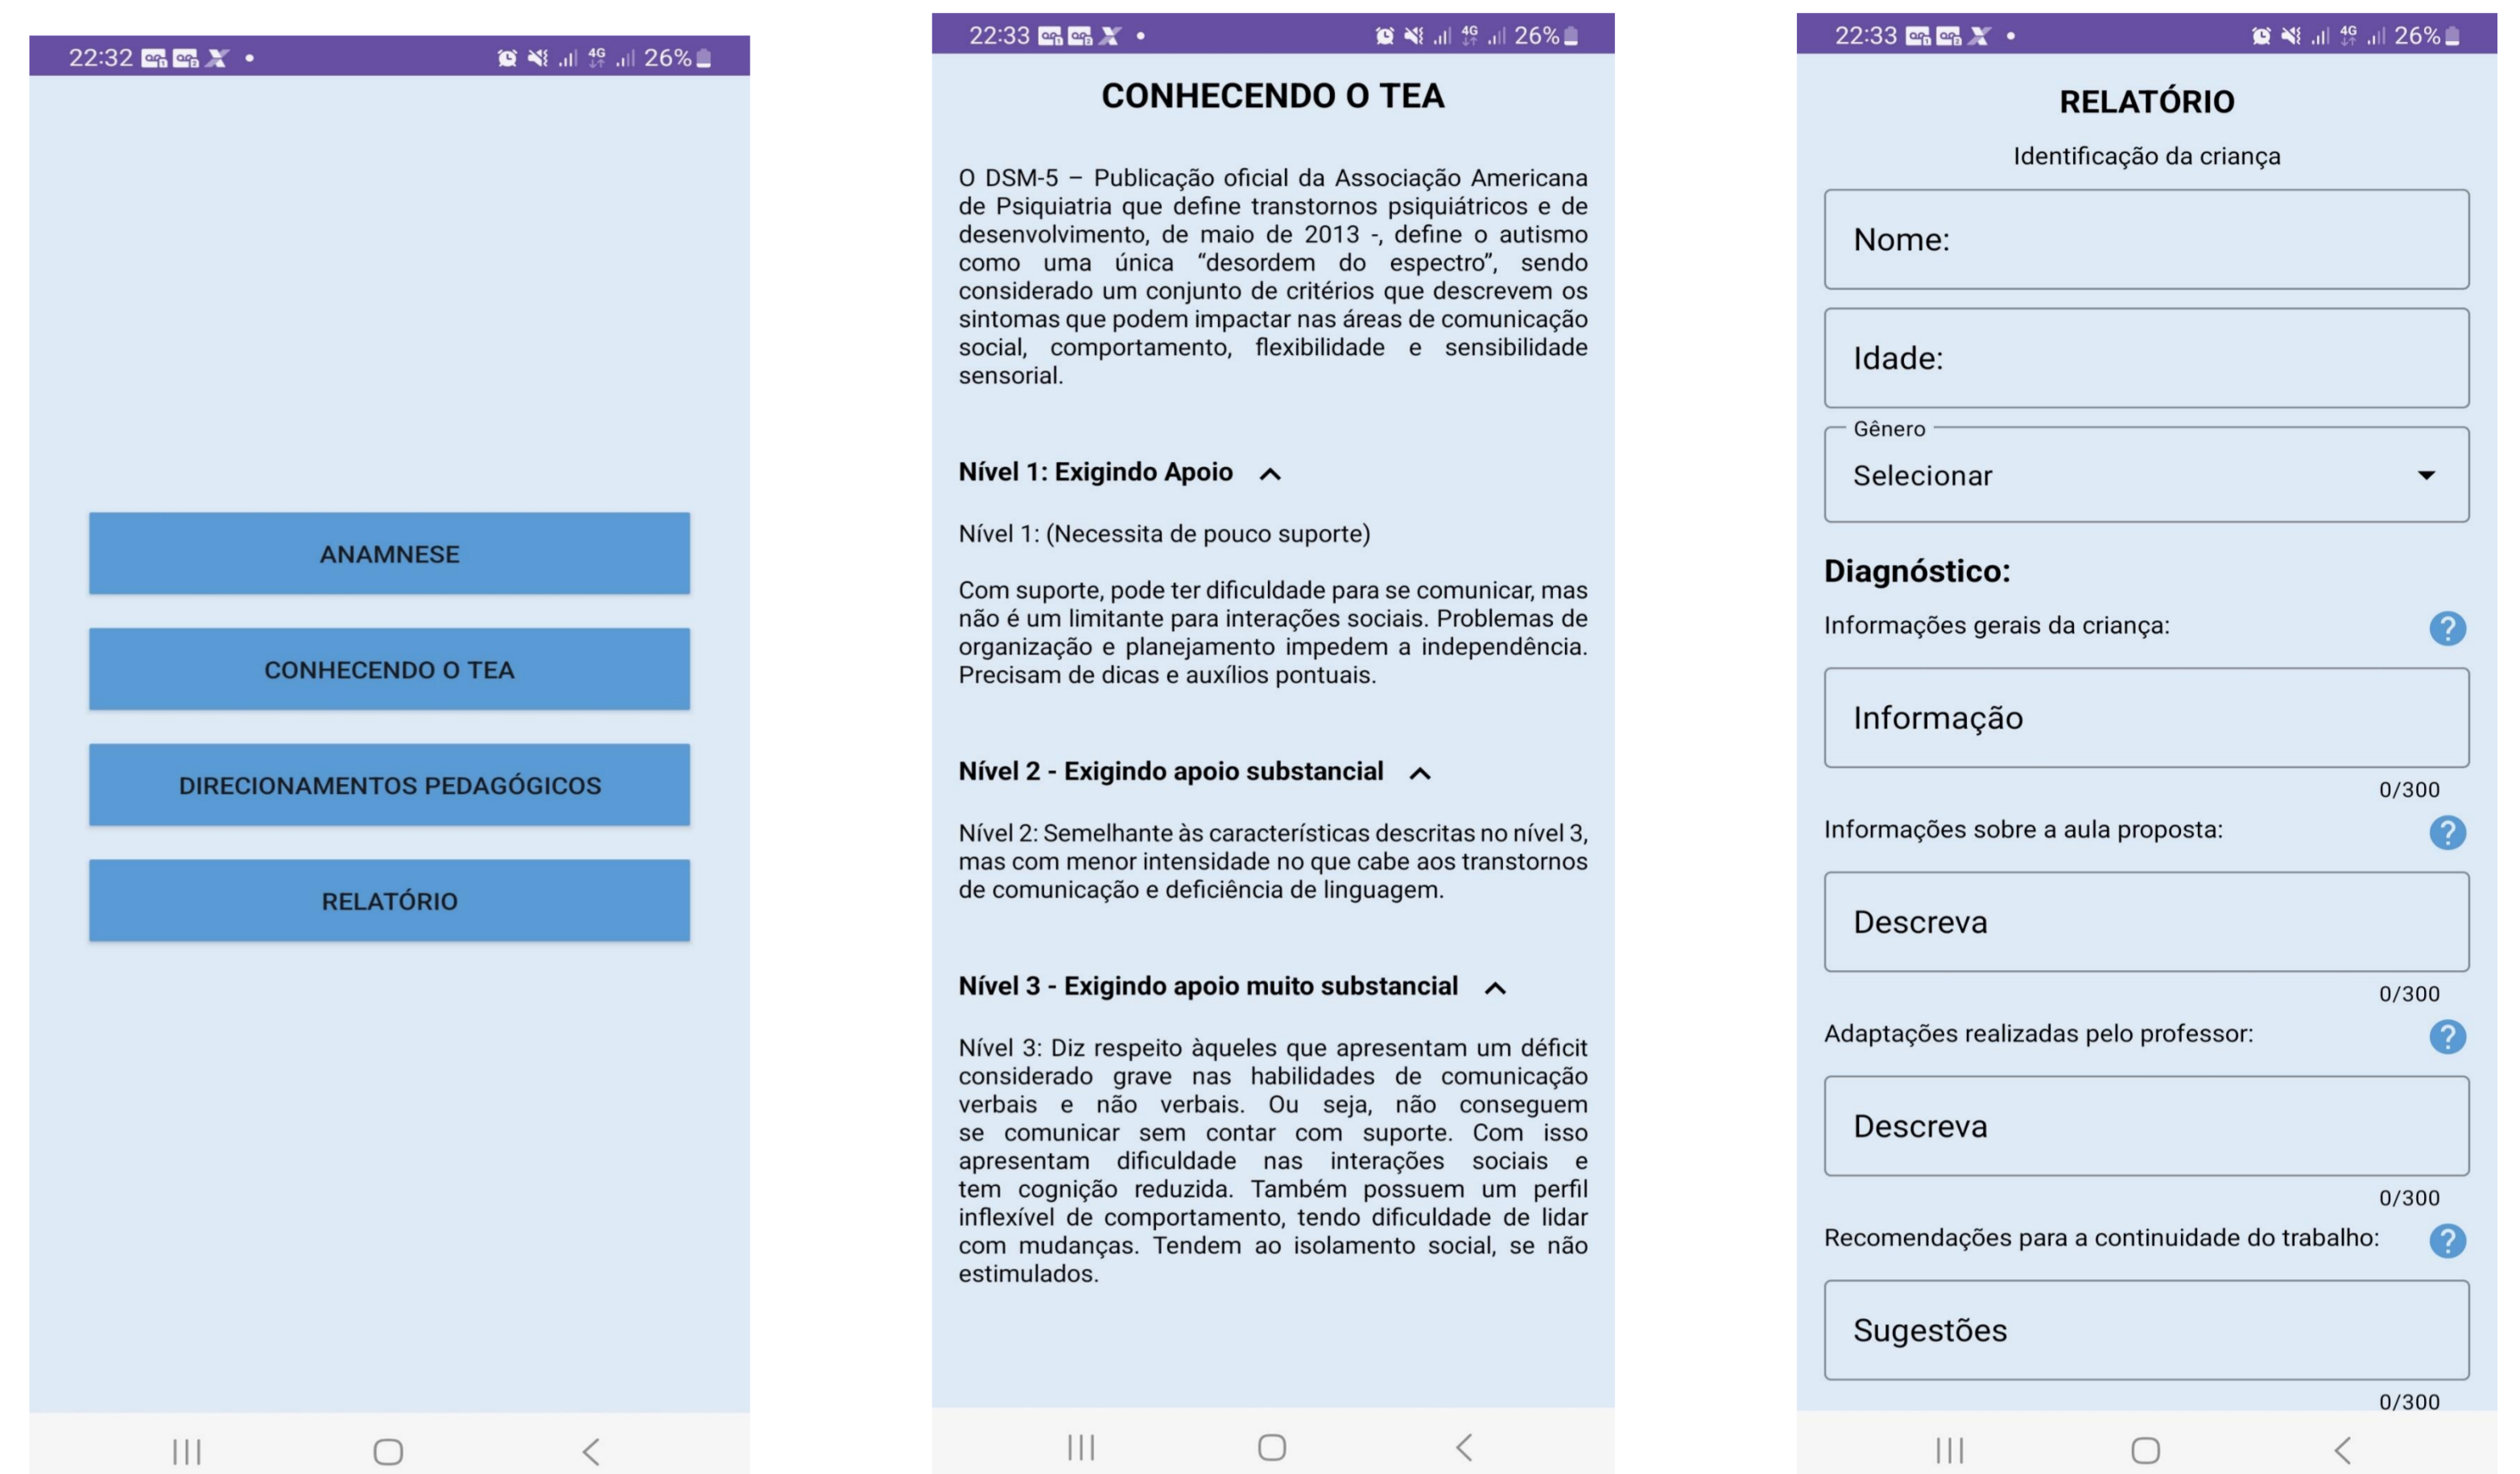 22:32
4G
26%
ANAMNESE
CONHECENDO O TEA
DIRECIONAMENTOS PEDAGÓGICOS
RELATÓRIO
22:33
4G
26%
CONHECENDO O TEA
O DSM-5 – Publicação oficial da Associação Americana
de Psiquiatria que define transtornos psiquiátricos e de
desenvolvimento, de maio de 2013 -, define o autismo
como uma única “desordem do espectro”, sendo
considerado um conjunto de critérios que descrevem os
sintomas que podem impactar nas áreas de comunicação
social, comportamento, flexibilidade e sensibilidade
sensorial.
Nível 1: Exigindo Apoio
Nível 1: (Necessita de pouco suporte)
Com suporte, pode ter dificuldade para se comunicar, mas
não é um limitante para interações sociais. Problemas de
organização e planejamento impedem a independência.
Precisam de dicas e auxílios pontuais.
Nível 2 - Exigindo apoio substancial
Nível 2: Semelhante às características descritas no nível 3,
mas com menor intensidade no que cabe aos transtornos
de comunicação e deficiência de linguagem.
Nível 3 - Exigindo apoio muito substancial
Nível 3: Diz respeito àqueles que apresentam um déficit
considerado grave nas habilidades de comunicação
verbais e não verbais. Ou seja, não conseguem
se comunicar sem contar com suporte. Com isso
apresentam dificuldade nas interações sociais e
tem cognição reduzida. Também possuem um perfil
inflexível de comportamento, tendo dificuldade de lidar
com mudanças. Tendem ao isolamento social, se não
estimulados.
22:33
4G
26%
RELATÓRIO
Identificação da criança
Nome:
Idade:
Gênero
Selecionar
Diagnóstico:
Informações gerais da criança:
?
Informação
0/300
Informações sobre a aula proposta:
?
Descreva
0/300
Adaptações realizadas pelo professor:
?
Descreva
0/300
Recomendações para a continuidade do trabalho:
?
Sugestões
0/300